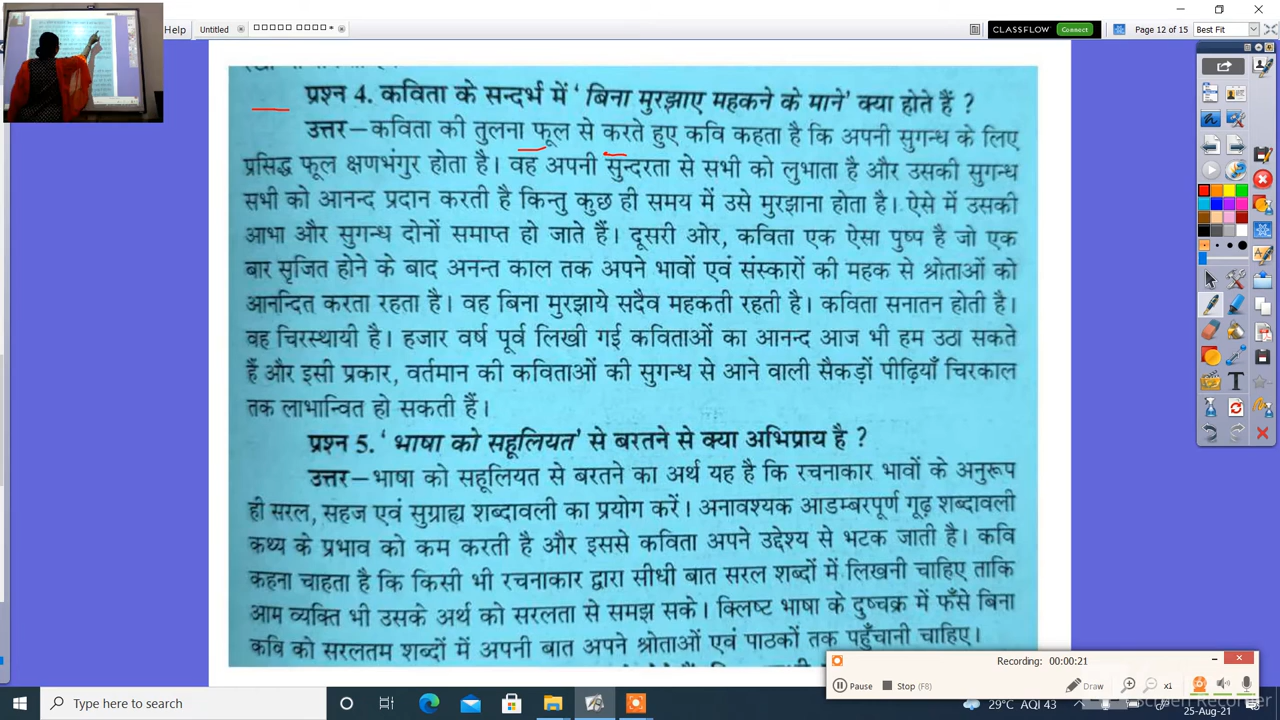 Help
Untitled
CLASSFLOW Connect
Page 12 of 15
Best Fit
प्रश्न 4. कविता के सन्दर्भ में ‘बिना मुरझाए महकने के माने’ क्या होते हैं ?
उत्तर–कविता की तुलना फूल से करते हुए कवि कहता है कि अपनी सुगन्ध के लिए
प्रसिद्ध फूल क्षणभंगुर होता है। वह अपनी सुन्दरता से सभी को लुभाता है और उसकी सुगन्ध
सभी को आनन्द प्रदान करती है किन्तु कुछ ही समय में उसे मुरझाना होता है। ऐसे में उसकी
आभा और सुगन्ध दोनों समाप्त हो जाते हैं। दूसरी ओर, कविता एक ऐसा पुष्प है जो एक
बार सृजित होने के बाद अनन्त काल तक अपने भावों एवं संस्कारों की महक से श्रोताओं को
आनन्दित करता रहता है। वह बिना मुरझाये सदैव महकती रहती है। कविता सनातन होती है।
वह चिरस्थायी है। हजार वर्ष पूर्व लिखी गई कविताओं का आनन्द आज भी हम उठा सकते
हैं और इसी प्रकार, वर्तमान की कविताओं की सुगन्ध से आने वाली सैकड़ों पीढ़ियाँ चिरकाल
तक लाभान्वित हो सकती हैं।
प्रश्न 5. ‘भाषा को सहूलियत’ से बरतने से क्या अभिप्राय है ?
उत्तर–भाषा को सहूलियत से बरतने का अर्थ यह है कि रचनाकार भावों के अनुरूप
ही सरल, सहज एवं सुग्राह्य शब्दावली का प्रयोग करें। अनावश्यक आडम्बरपूर्ण गूढ़ शब्दावली
कथ्य के प्रभाव को कम करती है और इससे कविता अपने उद्देश्य से भटक जाती है। कवि
कहना चाहता है कि किसी भी रचनाकार द्वारा सीधी बात सरल शब्दों में लिखनी चाहिए ताकि
आम व्यक्ति भी उसके अर्थ को सरलता से समझ सके। क्लिष्ट भाषा के दुष्चक्र में फँसे बिना
कवि को सरलतम शब्दों में अपनी बात अपने श्रोताओं एवं पाठकों तक पहुँचानी चाहिए।
Recording: 00:00:21
Pause Stop (F8) Draw x1
Type here to search
29°C AQI 43
Screen Recorder
25-Aug-21